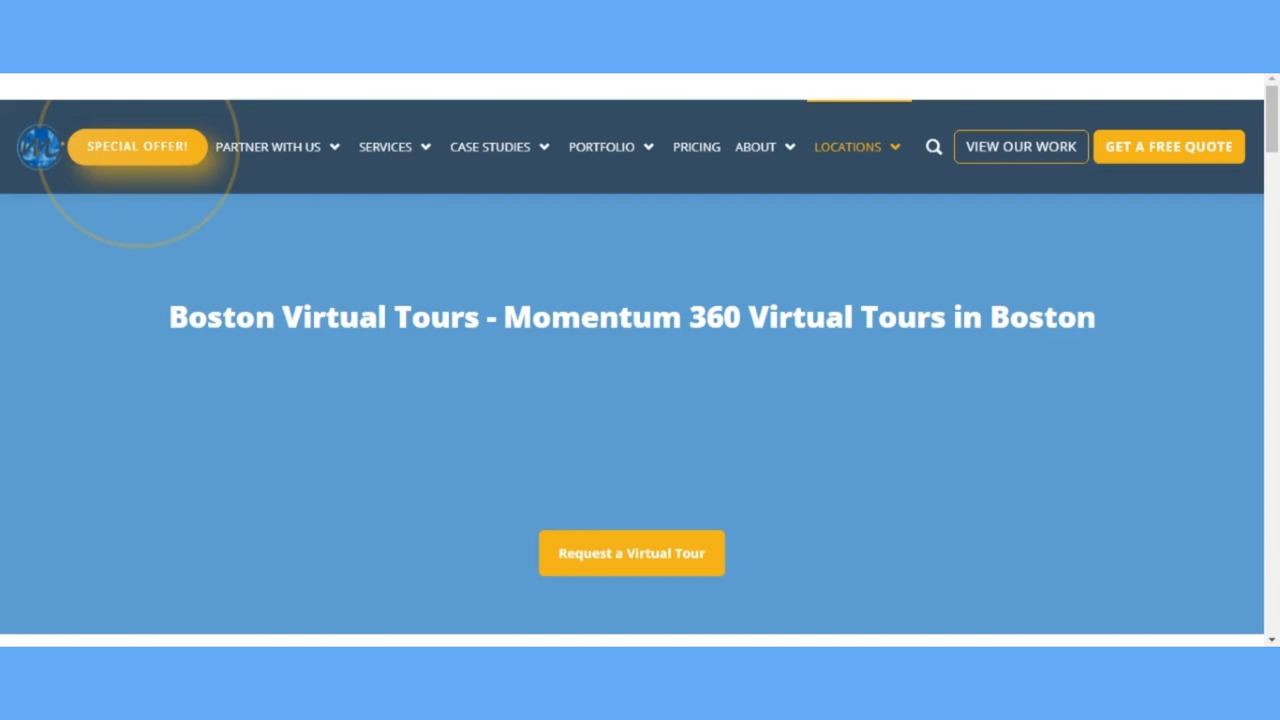 SPECIAL OFFER! PARTNER WITH US SERVICES CASE STUDIES PORTFOLIO PRICING ABOUT LOCATIONS VIEW OUR WORK GET A FREE QUOTE
Boston Virtual Tours - Momentum 360 Virtual Tours in Boston
Request a Virtual Tour